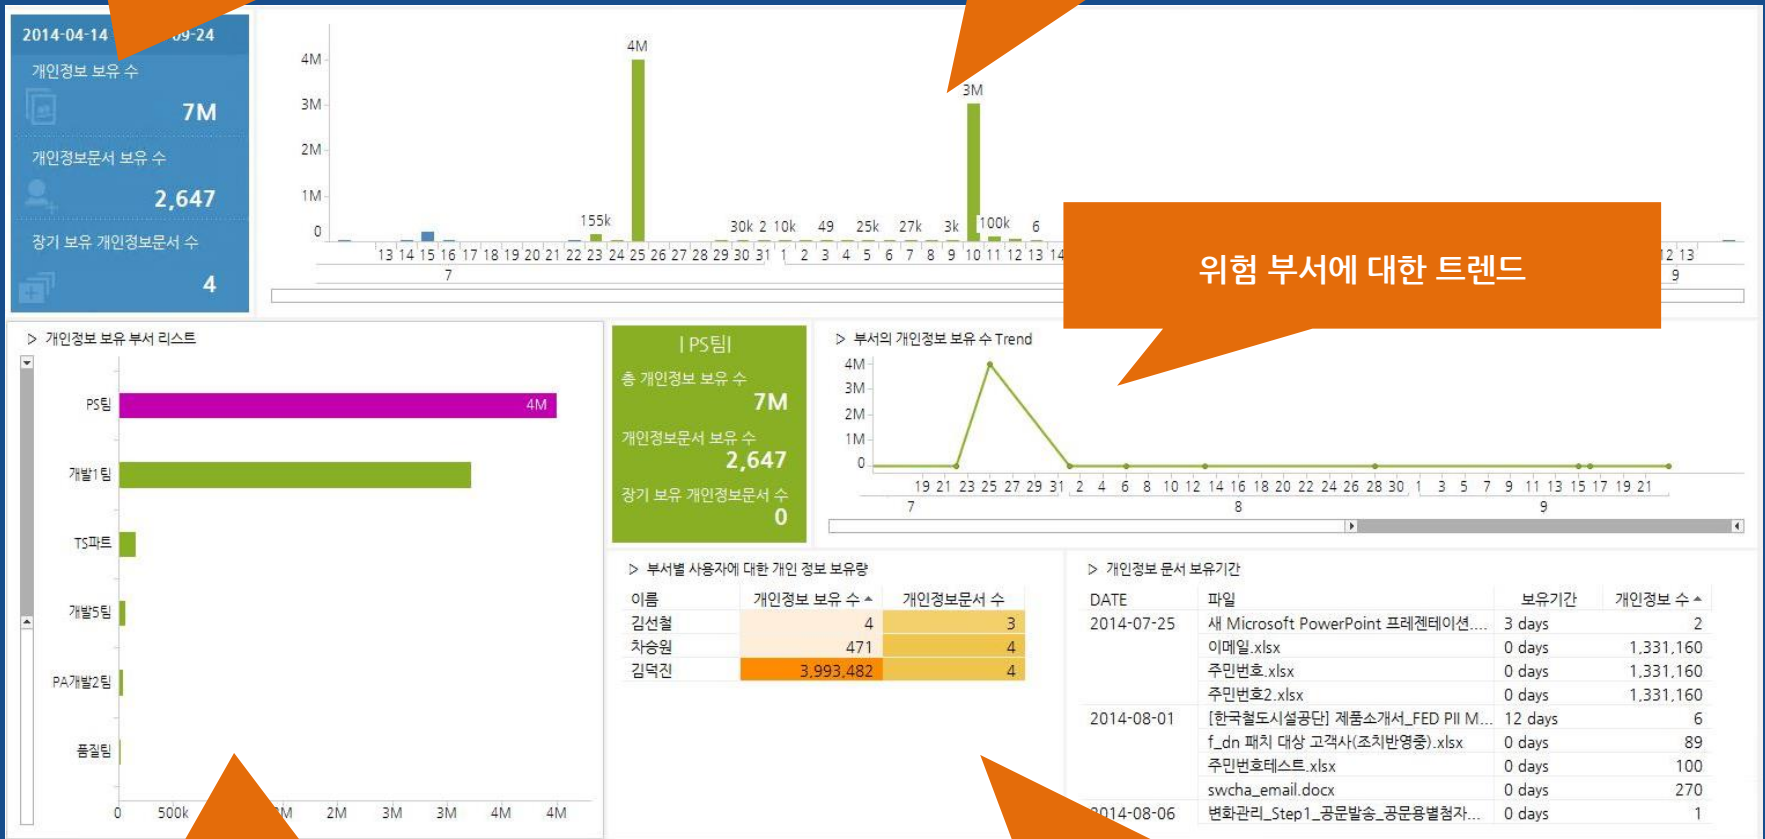 2014-04-14 09-24
개인정보 보유 수
7M
개인정보문서 보유 수
2,647
장기 보유 개인정보문서 수
4
4M
3M
2M
1M
0
155k 4M 30k 2 10k 49 25k 27k 3k 3M 100k 6
13 14 15 16 17 18 19 20 21 22 23 24 25 26 27 28 29 30 31 1 2 3 4 5 6 7 8 9 10 11 12 13 14 12 13
7 9
위험 부서에 대한 트렌드
▷ 개인정보 보유 부서 리스트
PS팀 4M
개발1팀
TS파트
개발5팀
PA개발2팀
품질팀
0 500k M 2M 3M 3M 4M 4M
| PS팀|
총 개인정보 보유 수
7M
개인정보문서 보유 수
2,647
장기 보유 개인정보문서 수
0
▷ 부서의 개인정보 보유 수 Trend
4M
3M
2M
1M
0
19 21 23 25 27 29 31 2 4 6 8 10 12 14 16 18 20 22 24 26 28 30 1 3 5 7 9 11 13 15 17 19 21
7 8 9
▷ 부서별 사용자에 대한 개인 정보 보유량
이름 개인정보 보유 수 개인정보문서 수
김선철 4 3
차승원 471 4
김덕진 3,993,482 4
▷ 개인정보 문서 보유기간
DATE 파일 보유기간 개인정보 수
2014-07-25 새 Microsoft PowerPoint 프레젠테이션.... 3 days 2
이메일.xlsx 0 days 1,331,160
주민번호.xlsx 0 days 1,331,160
주민번호2.xlsx 0 days 1,331,160
2014-08-01 [한국철도시설공단] 제품소개서_FED PII M... 12 days 6
f_dn 패치 대상 고객사(조치반영중).xlsx 0 days 89
주민번호테스트.xlsx 0 days 100
swcha_email.docx 0 days 270
2014-08-06 변화관리_Step1_공문발송_공문용별첨자... 0 days 1